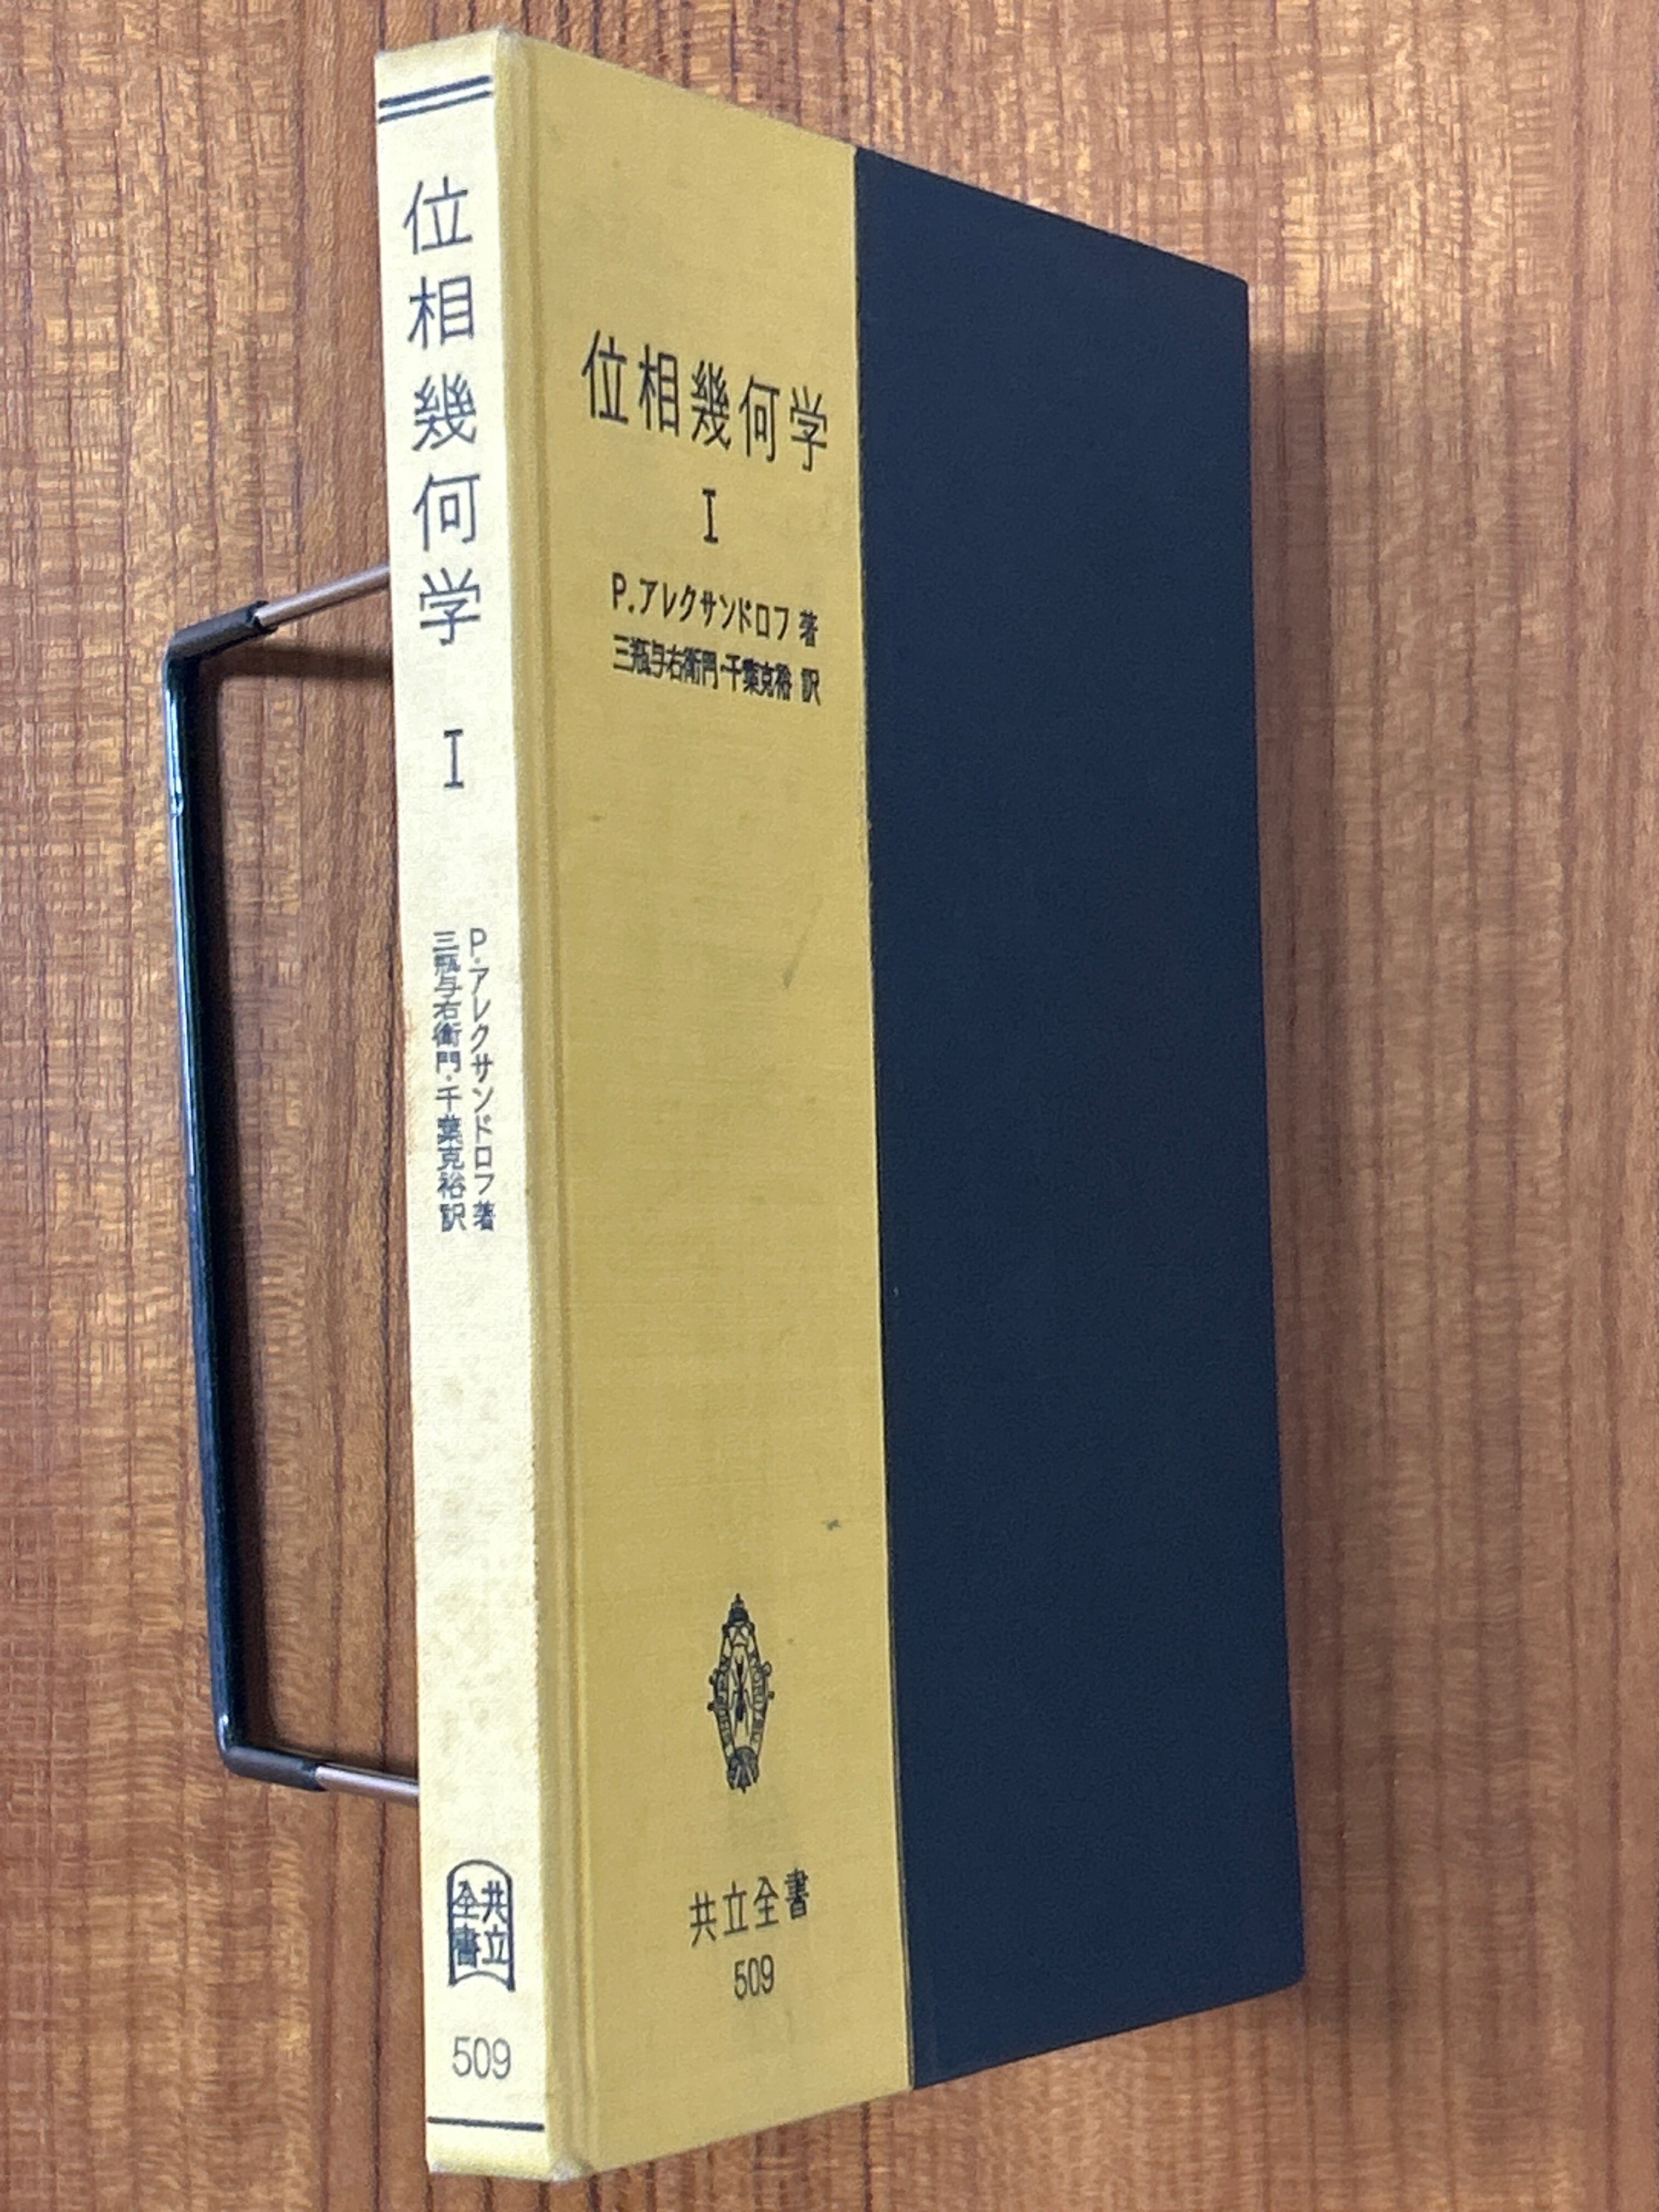 位相幾何学
I
P.アレクサンドロフ著
三瓶与右衛門・千葉克裕訳
共立
全書
509
位相幾何学
I
P.アレクサンドロフ 著
三瓶与右衛門・千葉克裕 訳
共立全書
509